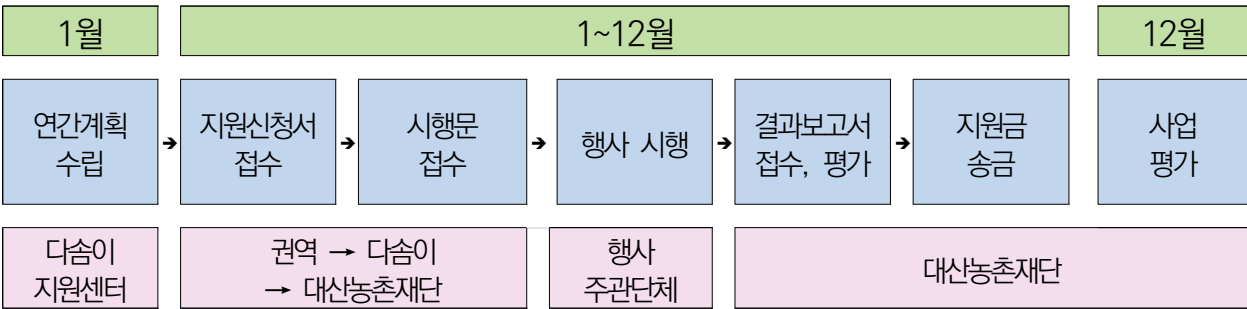 1월
1~12월
12월
연간계획
수립
➔
지원신청서
접수
➔
시행문
접수
➔
행사 시행
➔
결과보고서
접수, 평가
➔
지원금
송금
사업
평가
다솜이
지원센터
권역 → 다솜이
→ 대산농촌재단
행사
주관단체
대산농촌재단